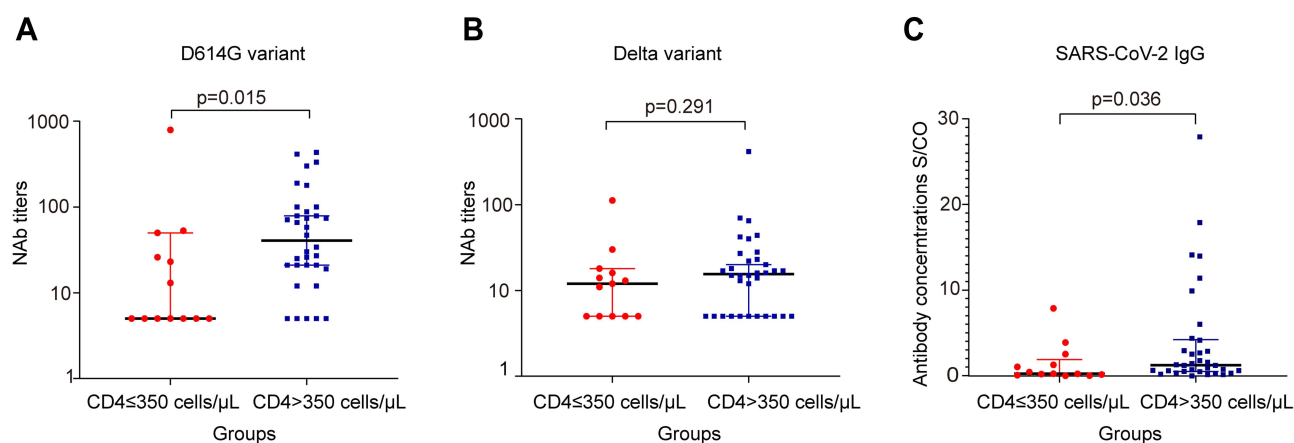 A
D614G variant
p=0.015
1000
100
10
1
NAb titers
CD4≤350 cells/μL
CD4>350 cells/μL
Groups
B
Delta variant
p=0.291
1000
100
10
1
NAb titers
CD4≤350 cells/μL
CD4>350 cells/μL
Groups
C
SARS-CoV-2 IgG
p=0.036
30
20
10
0
Antibody concerntrations S/CO
CD4≤350 cells/μL
CD4>350 cells/μL
Groups